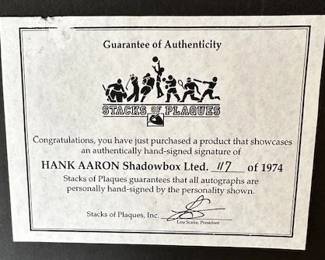 Guarantee of Authenticity
STACKS OF PLAQUES
Congratulations, you have just purchased a product that showcases
an authentically hand-signed signature of
HANK AARON Shadowbox Lted. 117 of 1974
Stacks of Plaques guarantees that all autographs are
personally hand-signed by the personality shown.
Stacks of Plaques, Inc.
President